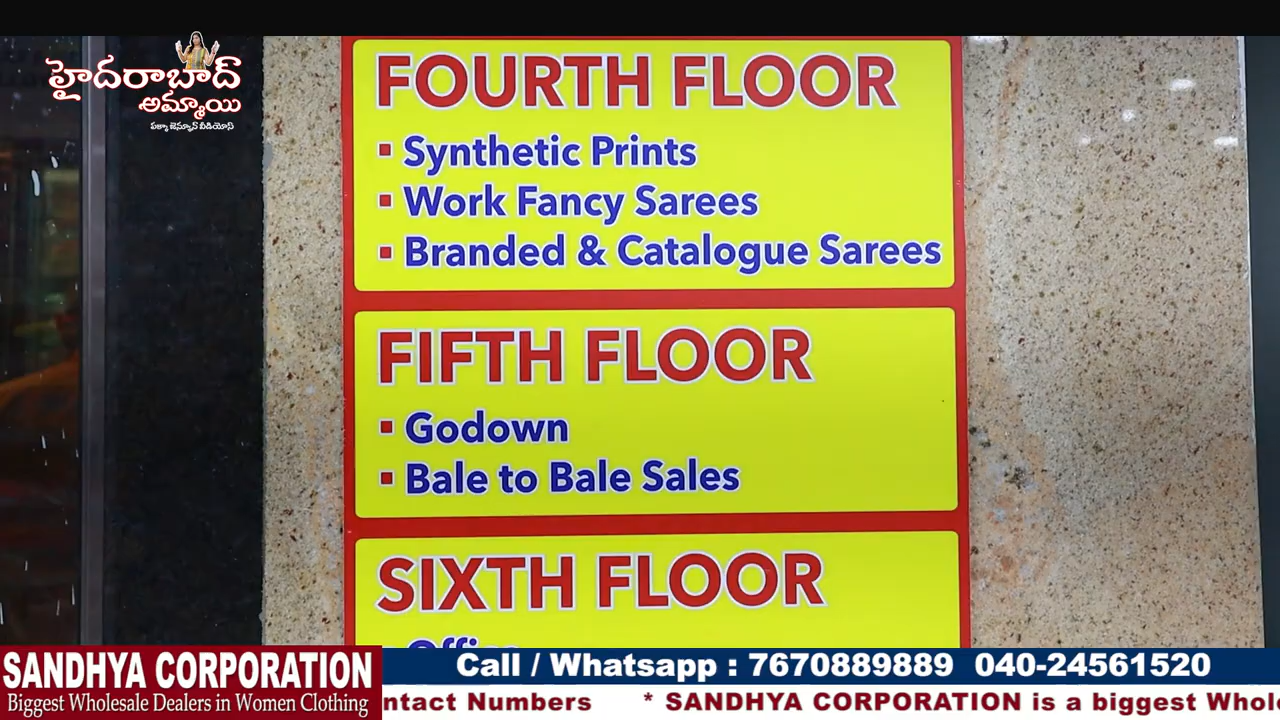 హైదరాబాద్
అమ్మాయి
పక్కా జెన్యూన్ వీడియోస్
FOURTH FLOOR
Synthetic Prints
Work Fancy Sarees
Branded & Catalogue Sarees
FIFTH FLOOR
Godown
Bale to Bale Sales
SIXTH FLOOR
Office
SANDHYA CORPORATION
Biggest Wholesale Dealers in Women Clothing
Call / Whatsapp : 7670889889 040-24561520
ntact Numbers * SANDHYA CORPORATION is a biggest Whol